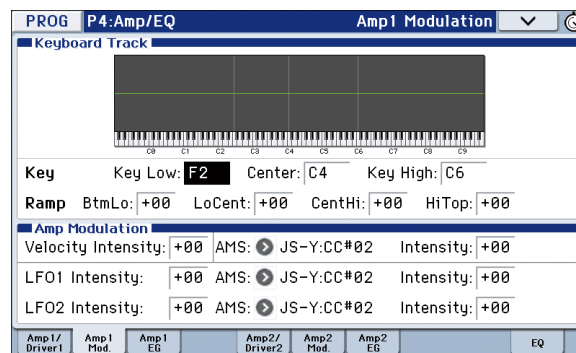 PROG P4:Amp/EQ Amp1 Modulation
Keyboard Track
C0 C1 C2 C3 C4 C5 C6 C7 C8 C9
Key Key Low: F2 Center: C4 Key High: C6
Ramp BtmLo: +00 LoCent: +00 CentHi: +00 HiTop: +00
Amp Modulation
Velocity Intensity: +00 AMS: JS-Y:CC#02 Intensity: +00
LFO1 Intensity: +00 AMS: JS-Y:CC#02 Intensity: +00
LFO2 Intensity: +00 AMS: JS-Y:CC#02 Intensity: +00
Amp1/ Amp1 Amp1 Amp2/ Amp2 Amp2 EQ
Driver1 Mod. EG Driver2 Mod. EG